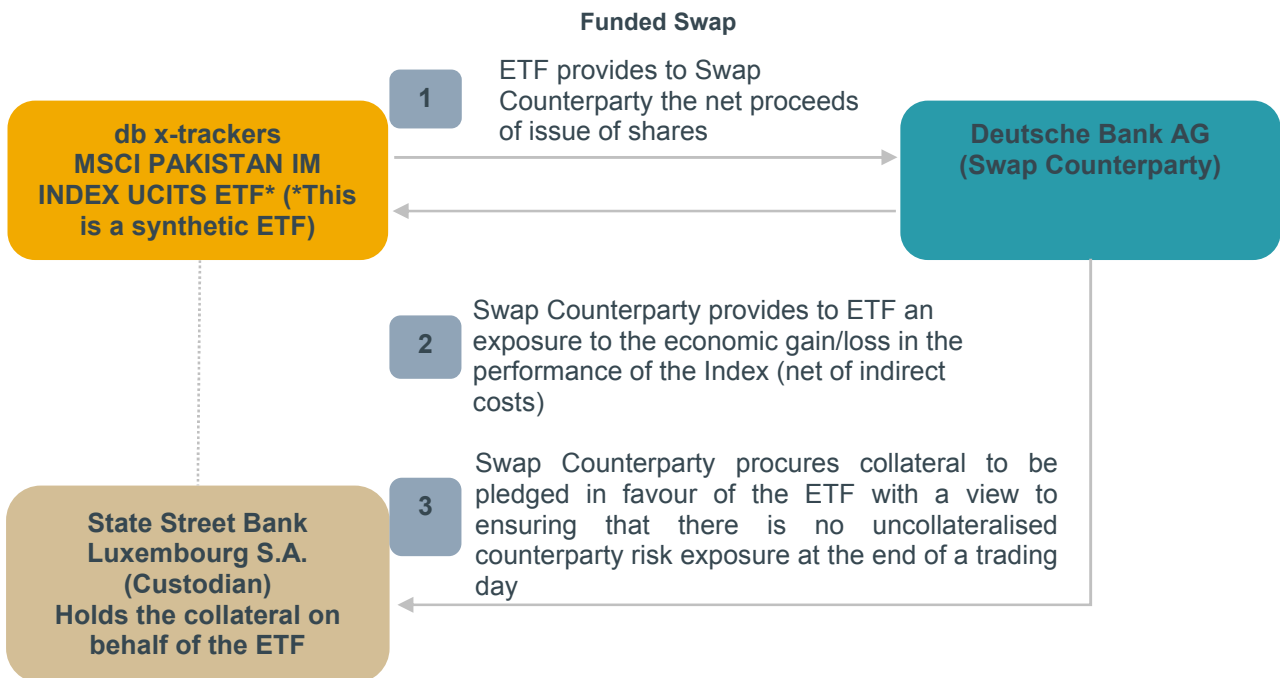 Funded Swap
1
ETF provides to Swap
Counterparty the net proceeds
of issue of shares
db x-trackers
MSCI PAKISTAN IM
INDEX UCITS ETF* (*This
is a synthetic ETF)
Deutsche Bank AG
(Swap Counterparty)
2
Swap Counterparty provides to ETF an
exposure to the economic gain/loss in the
performance of the Index (net of indirect
costs)
3
Swap Counterparty procures collateral to be
pledged in favour of the ETF with a view to
ensuring that there is no uncollateralised
counterparty risk exposure at the end of a trading
day
State Street Bank
Luxembourg S.A.
(Custodian)
Holds the collateral on
behalf of the ETF